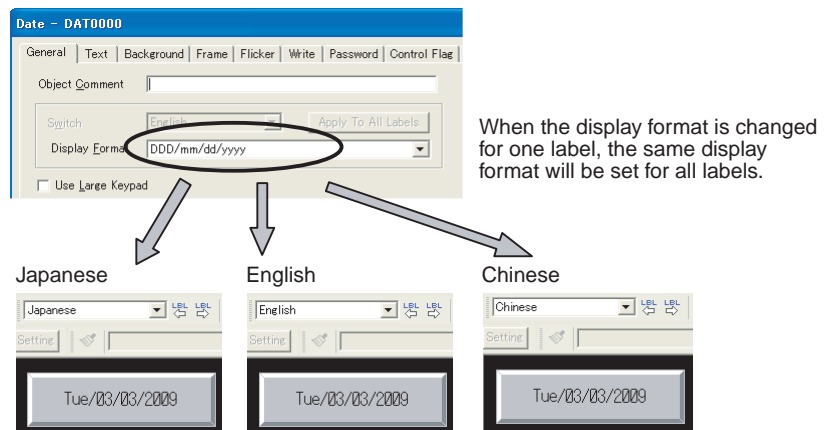 Date - DAT0000
General Text Background Frame Flicker Write Password Control Flag
Object Comment
Switch English Apply To All Labels
Display Forma DDD/mm/dd/yyyy
Use Large Keypad
When the display format is changed
for one label, the same display
format will be set for all labels.
Japanese English Chinese
Japanese LBL LBL English LBL LBL Chinese LBL LBL
Setting Setting Setting
Tue/03/03/2009 Tue/03/03/2009 Tue/03/03/2009